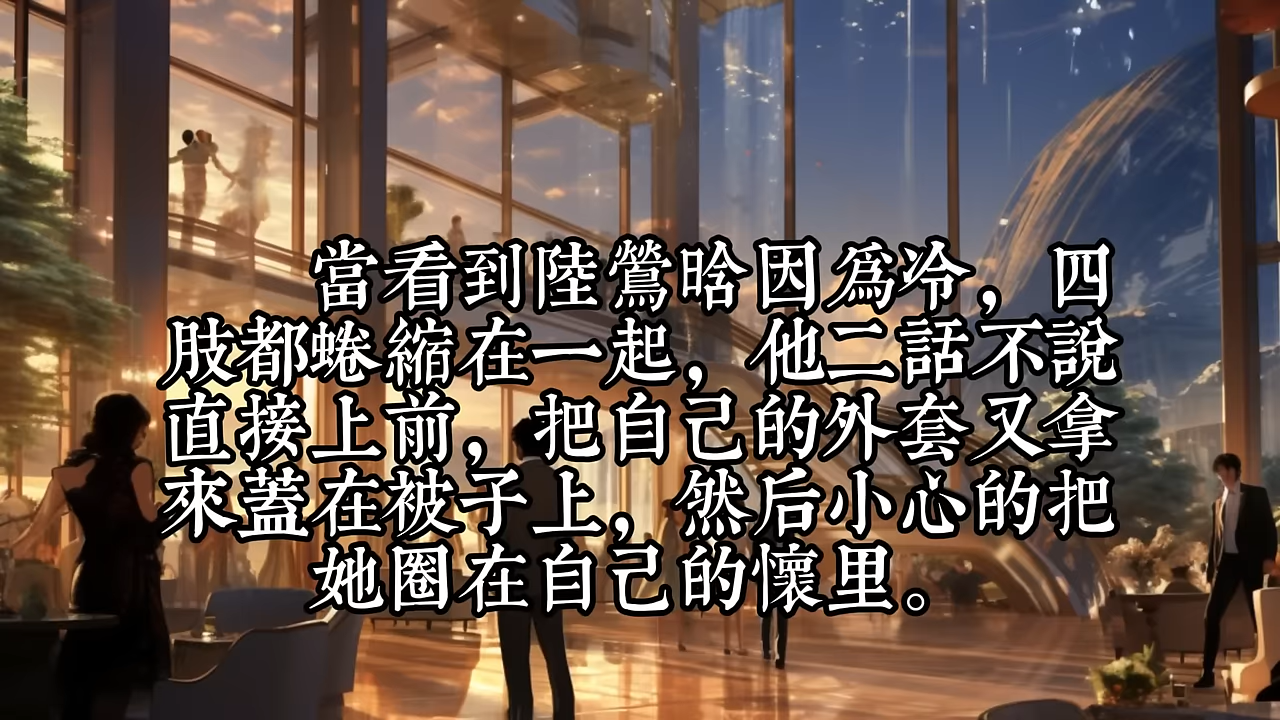 當看到陸鶯晗因爲冷，四
肢都蜷縮在一起，他二話不說
直接上前，把自己的外套又拿
來蓋在被子上，然后小心的把
她圈在自己的懷里。